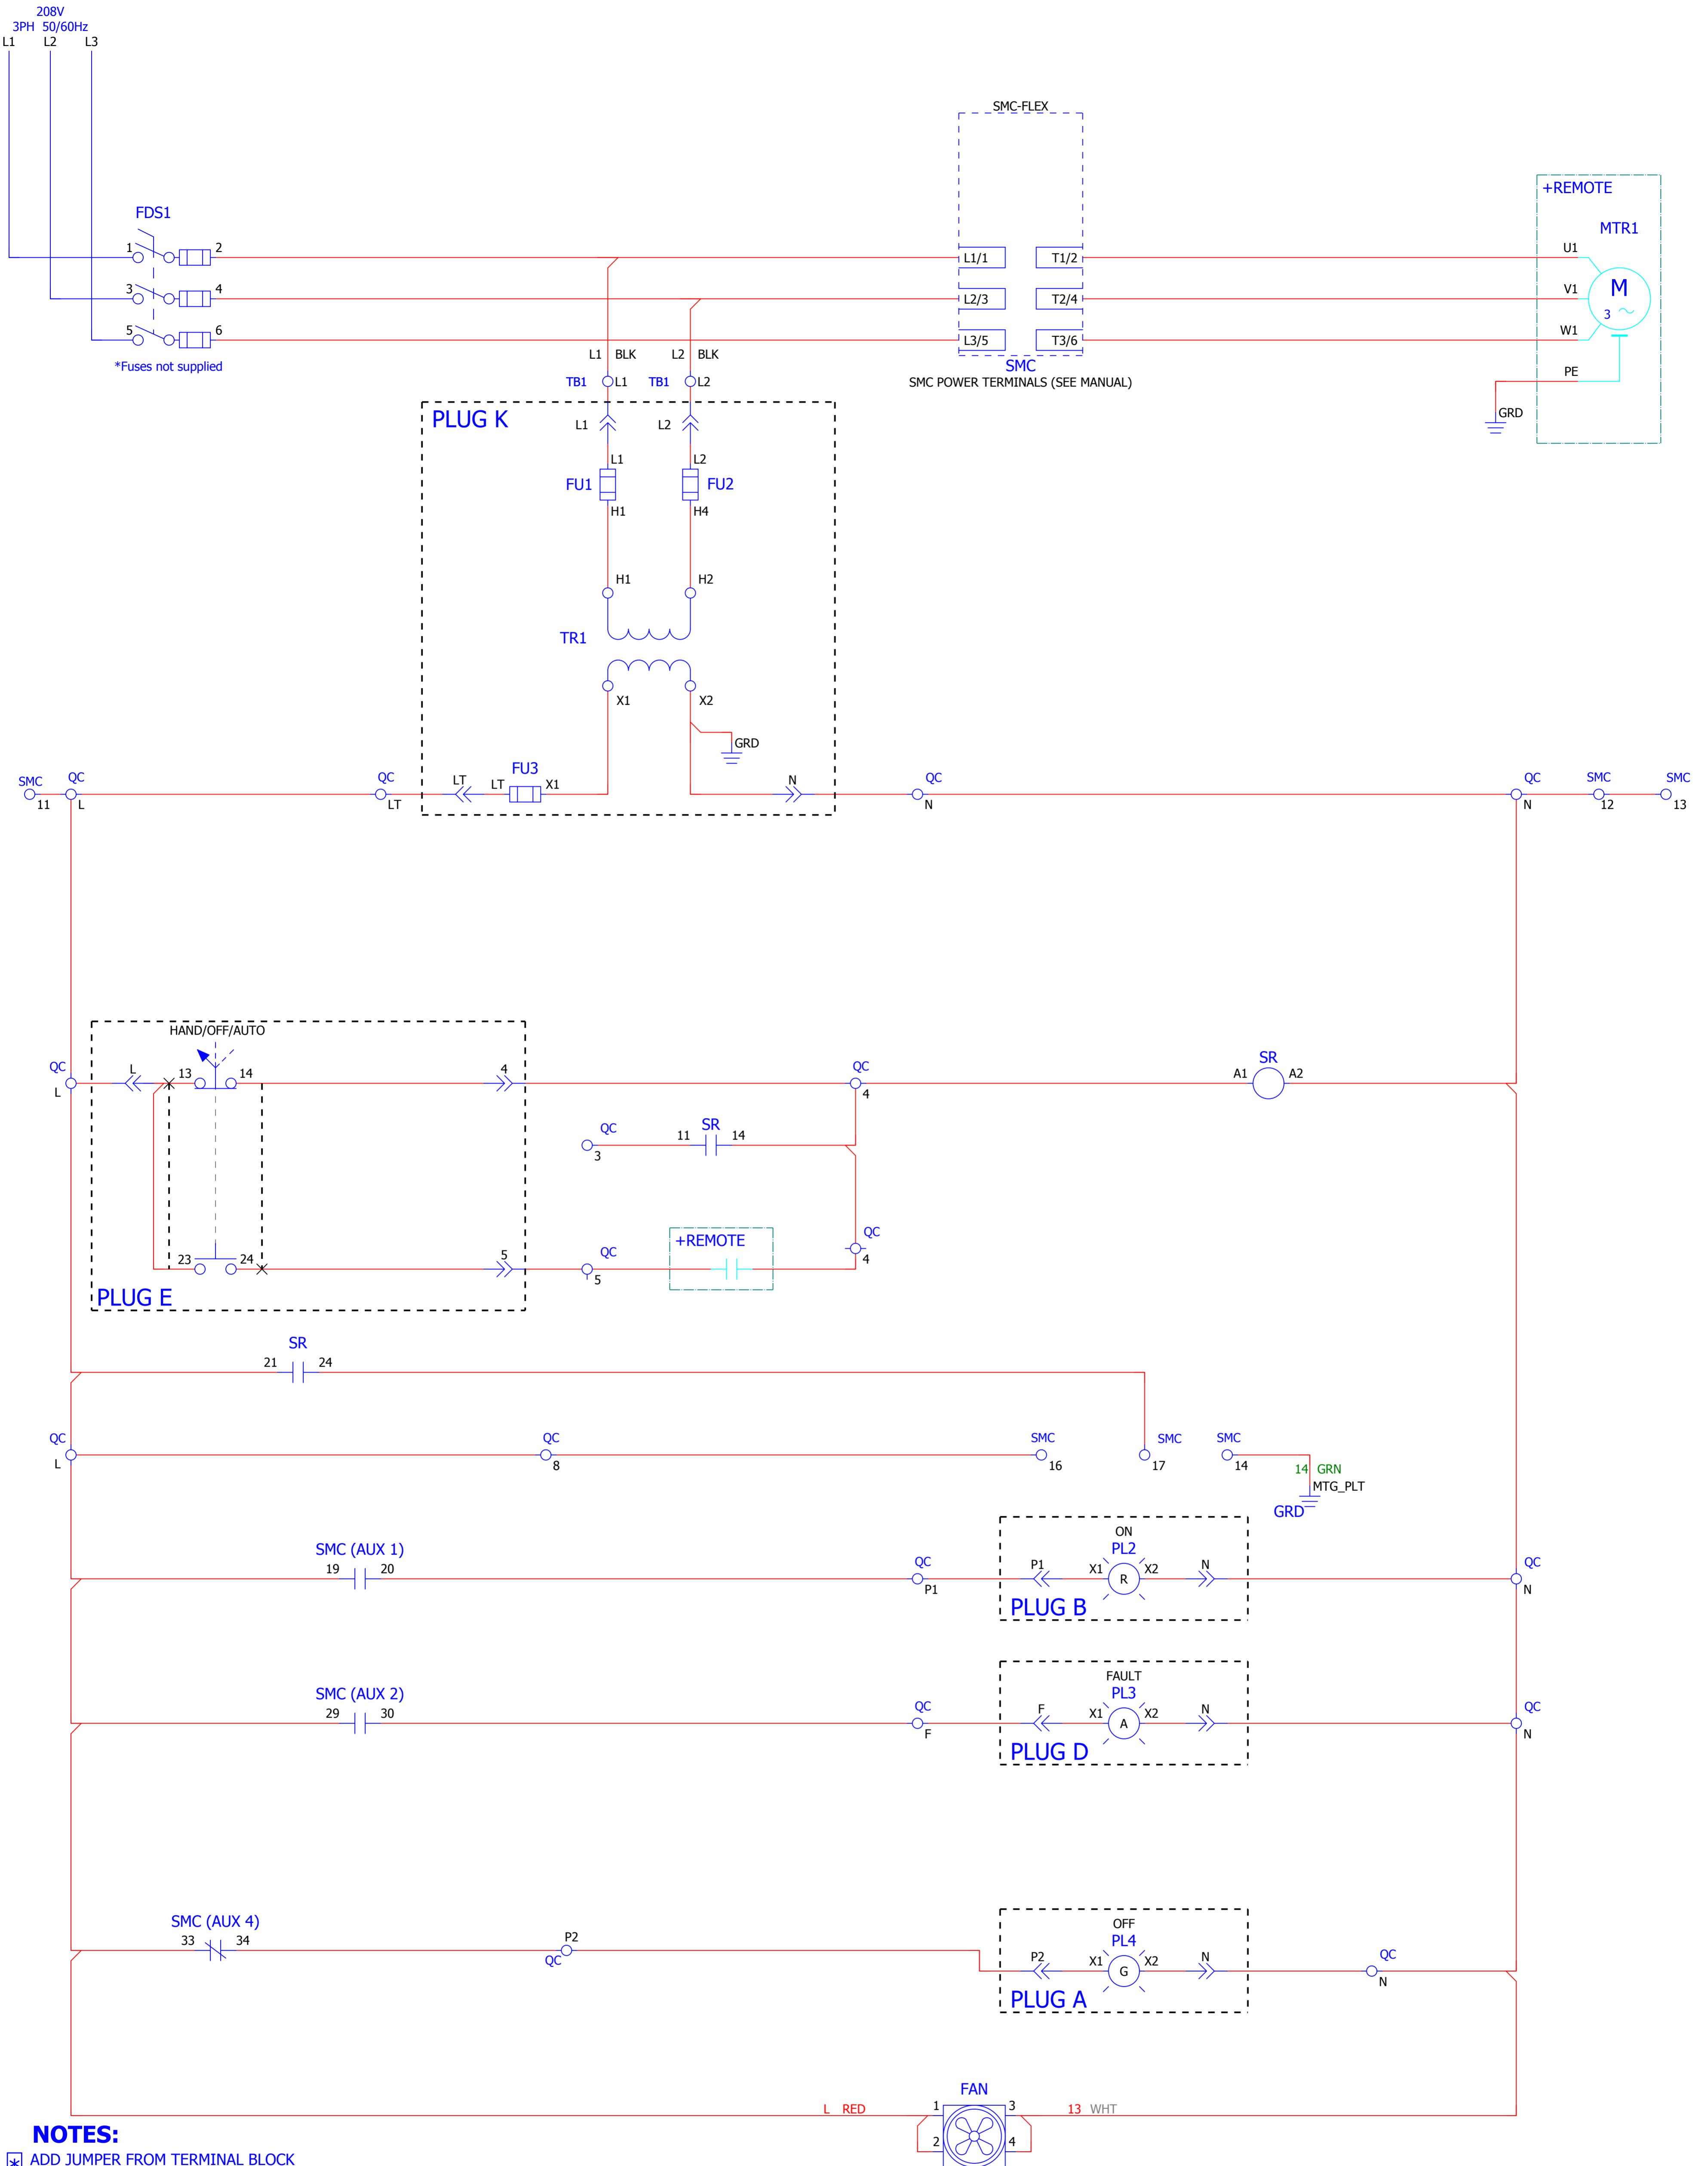 208V
3PH 50/60Hz
L1 L2 L3
SMC-FLEX
+REMOTE
FDS1
MTR1
1 2 L1/1 T1/2 U1
3 4 L2/3 T2/4 V1 M
3
5 6 L3/5 T3/6 W1
*Fuses not supplied
L1 BLK L2 BLK
SMC
PE
SMC POWER TERMINALS (SEE MANUAL)
TB1 L1 TB1 L2
GRD
PLUG K
L1 L2
L1 L2
FU1 FU2
H1 H4
H1 H2
TR1
X1 X2
GRD
SMC QC QC LT LT FU3 X1 N QC QC SMC SMC
11 L LT N N 12 13
HAND/OFF/AUTO
QC L 13 14 4 QC SR
L 4 A1 A2
QC 11 SR 14
3
+REMOTE QC
23 24 5 QC 4
5
PLUG E
SR
21 24
QC QC SMC SMC SMC
L 8 16 17 14
14 GRN
MTG_PLT
GRD
ON
SMC (AUX 1) PL2
19 20 QC P1 X1 R X2 N QC
P1 N
PLUG B
FAULT
SMC (AUX 2) PL3
29 30 QC F X1 A X2 N QC
F N
PLUG D
OFF
SMC (AUX 4) PL4
33 34 P2 P2 X1 G X2 N QC
QC N
PLUG A
FAN
L RED 1 3 13 WHT
2 4
NOTES:
* ADD JUMPER FROM TERMINAL BLOCK